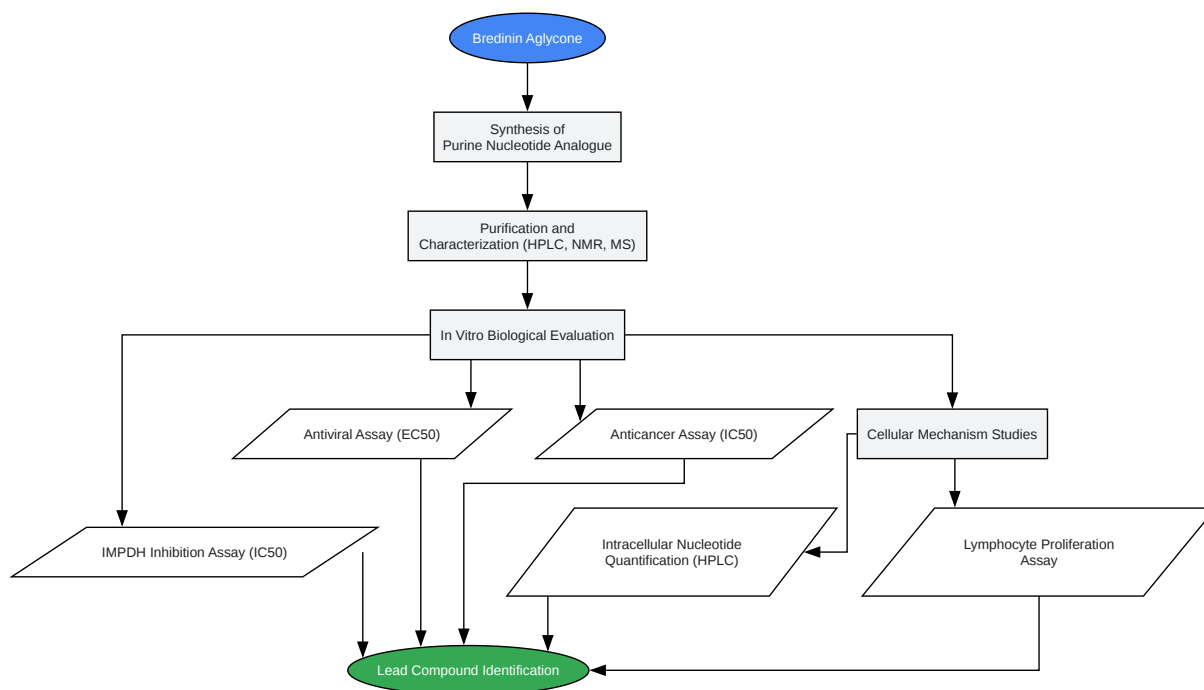 Bredinin Aglycone
Synthesis of
Purine Nucleotide Analogue
Purification and
Characterization (HPLC, NMR, MS)
In Vitro Biological Evaluation
Antiviral Assay (EC50)
Anticancer Assay (IC50)
Cellular Mechanism Studies
IMPDH Inhibition Assay (IC50)
Intracellular Nucleotide
Quantification (HPLC)
Lymphocyte Proliferation
Assay
Lead Compound Identification